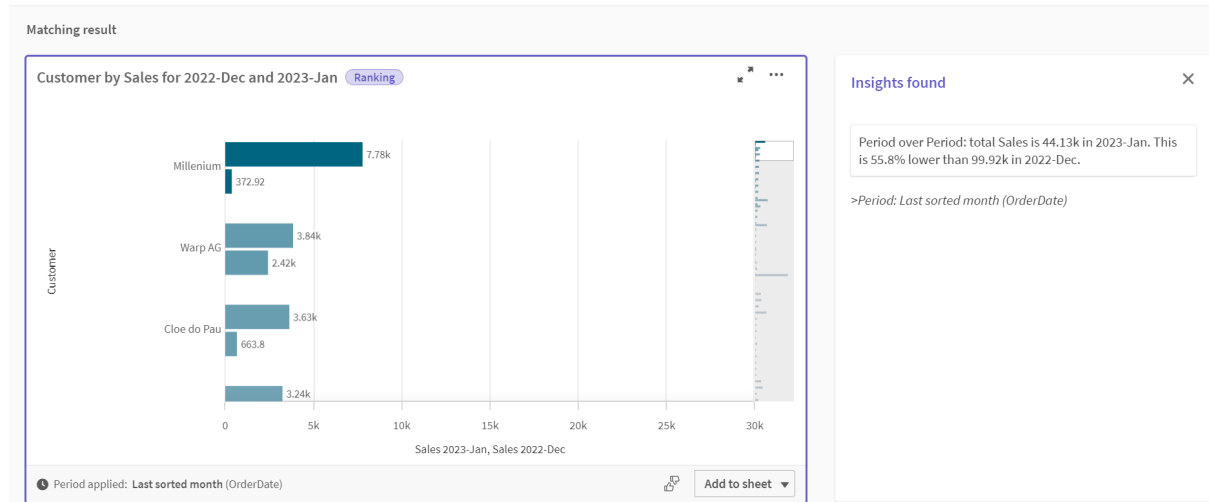 Matching result
Customer by Sales for 2022-Dec and 2023-Jan Ranking
Millenium
7.78k
372.92
Warp AG
3.84k
2.42k
Cloe do Pau
3.63k
663.8
3.24k
Customer
0 5k 10k 15k 20k 25k 30k
Sales 2023-Jan, Sales 2022-Dec
Period applied: Last sorted month (OrderDate)
Add to sheet
Insights found
Period over Period: total Sales is 44.13k in 2023-Jan. This
is 55.8% lower than 99.92k in 2022-Dec.
>Period: Last sorted month (OrderDate)